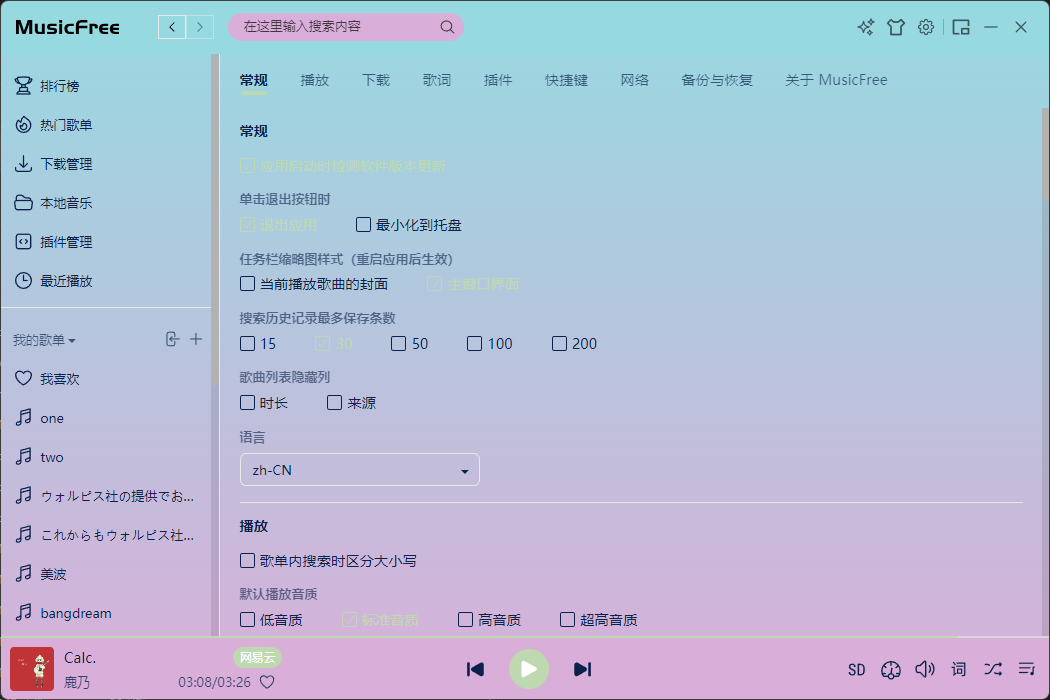 MusicFree
在这里输入搜索内容
排行榜
热门歌单
下载管理
本地音乐
插件管理
最近播放
我的歌单
我喜欢
one
two
ウォルピス社の提供でお...
これからもウォルピス社...
美波
bangdream
常规 播放 下载 歌词 插件 快捷键 网络 备份与恢复 关于 MusicFree
常规
应用启动时检测软件版本更新
单击退出按钮时
退出应用 最小化到托盘
任务栏缩略图样式（重启应用后生效）
当前播放歌曲的封面 主窗口界面
搜索历史记录最多保存条数
15 30 50 100 200
歌曲列表隐藏列
时长 来源
语言
zh-CN
播放
歌单内搜索时区分大小写
默认播放音质
低音质 标准音质 高音质 超高音质
Calc. 网易云
鹿乃 03:08/03:26
SD 词